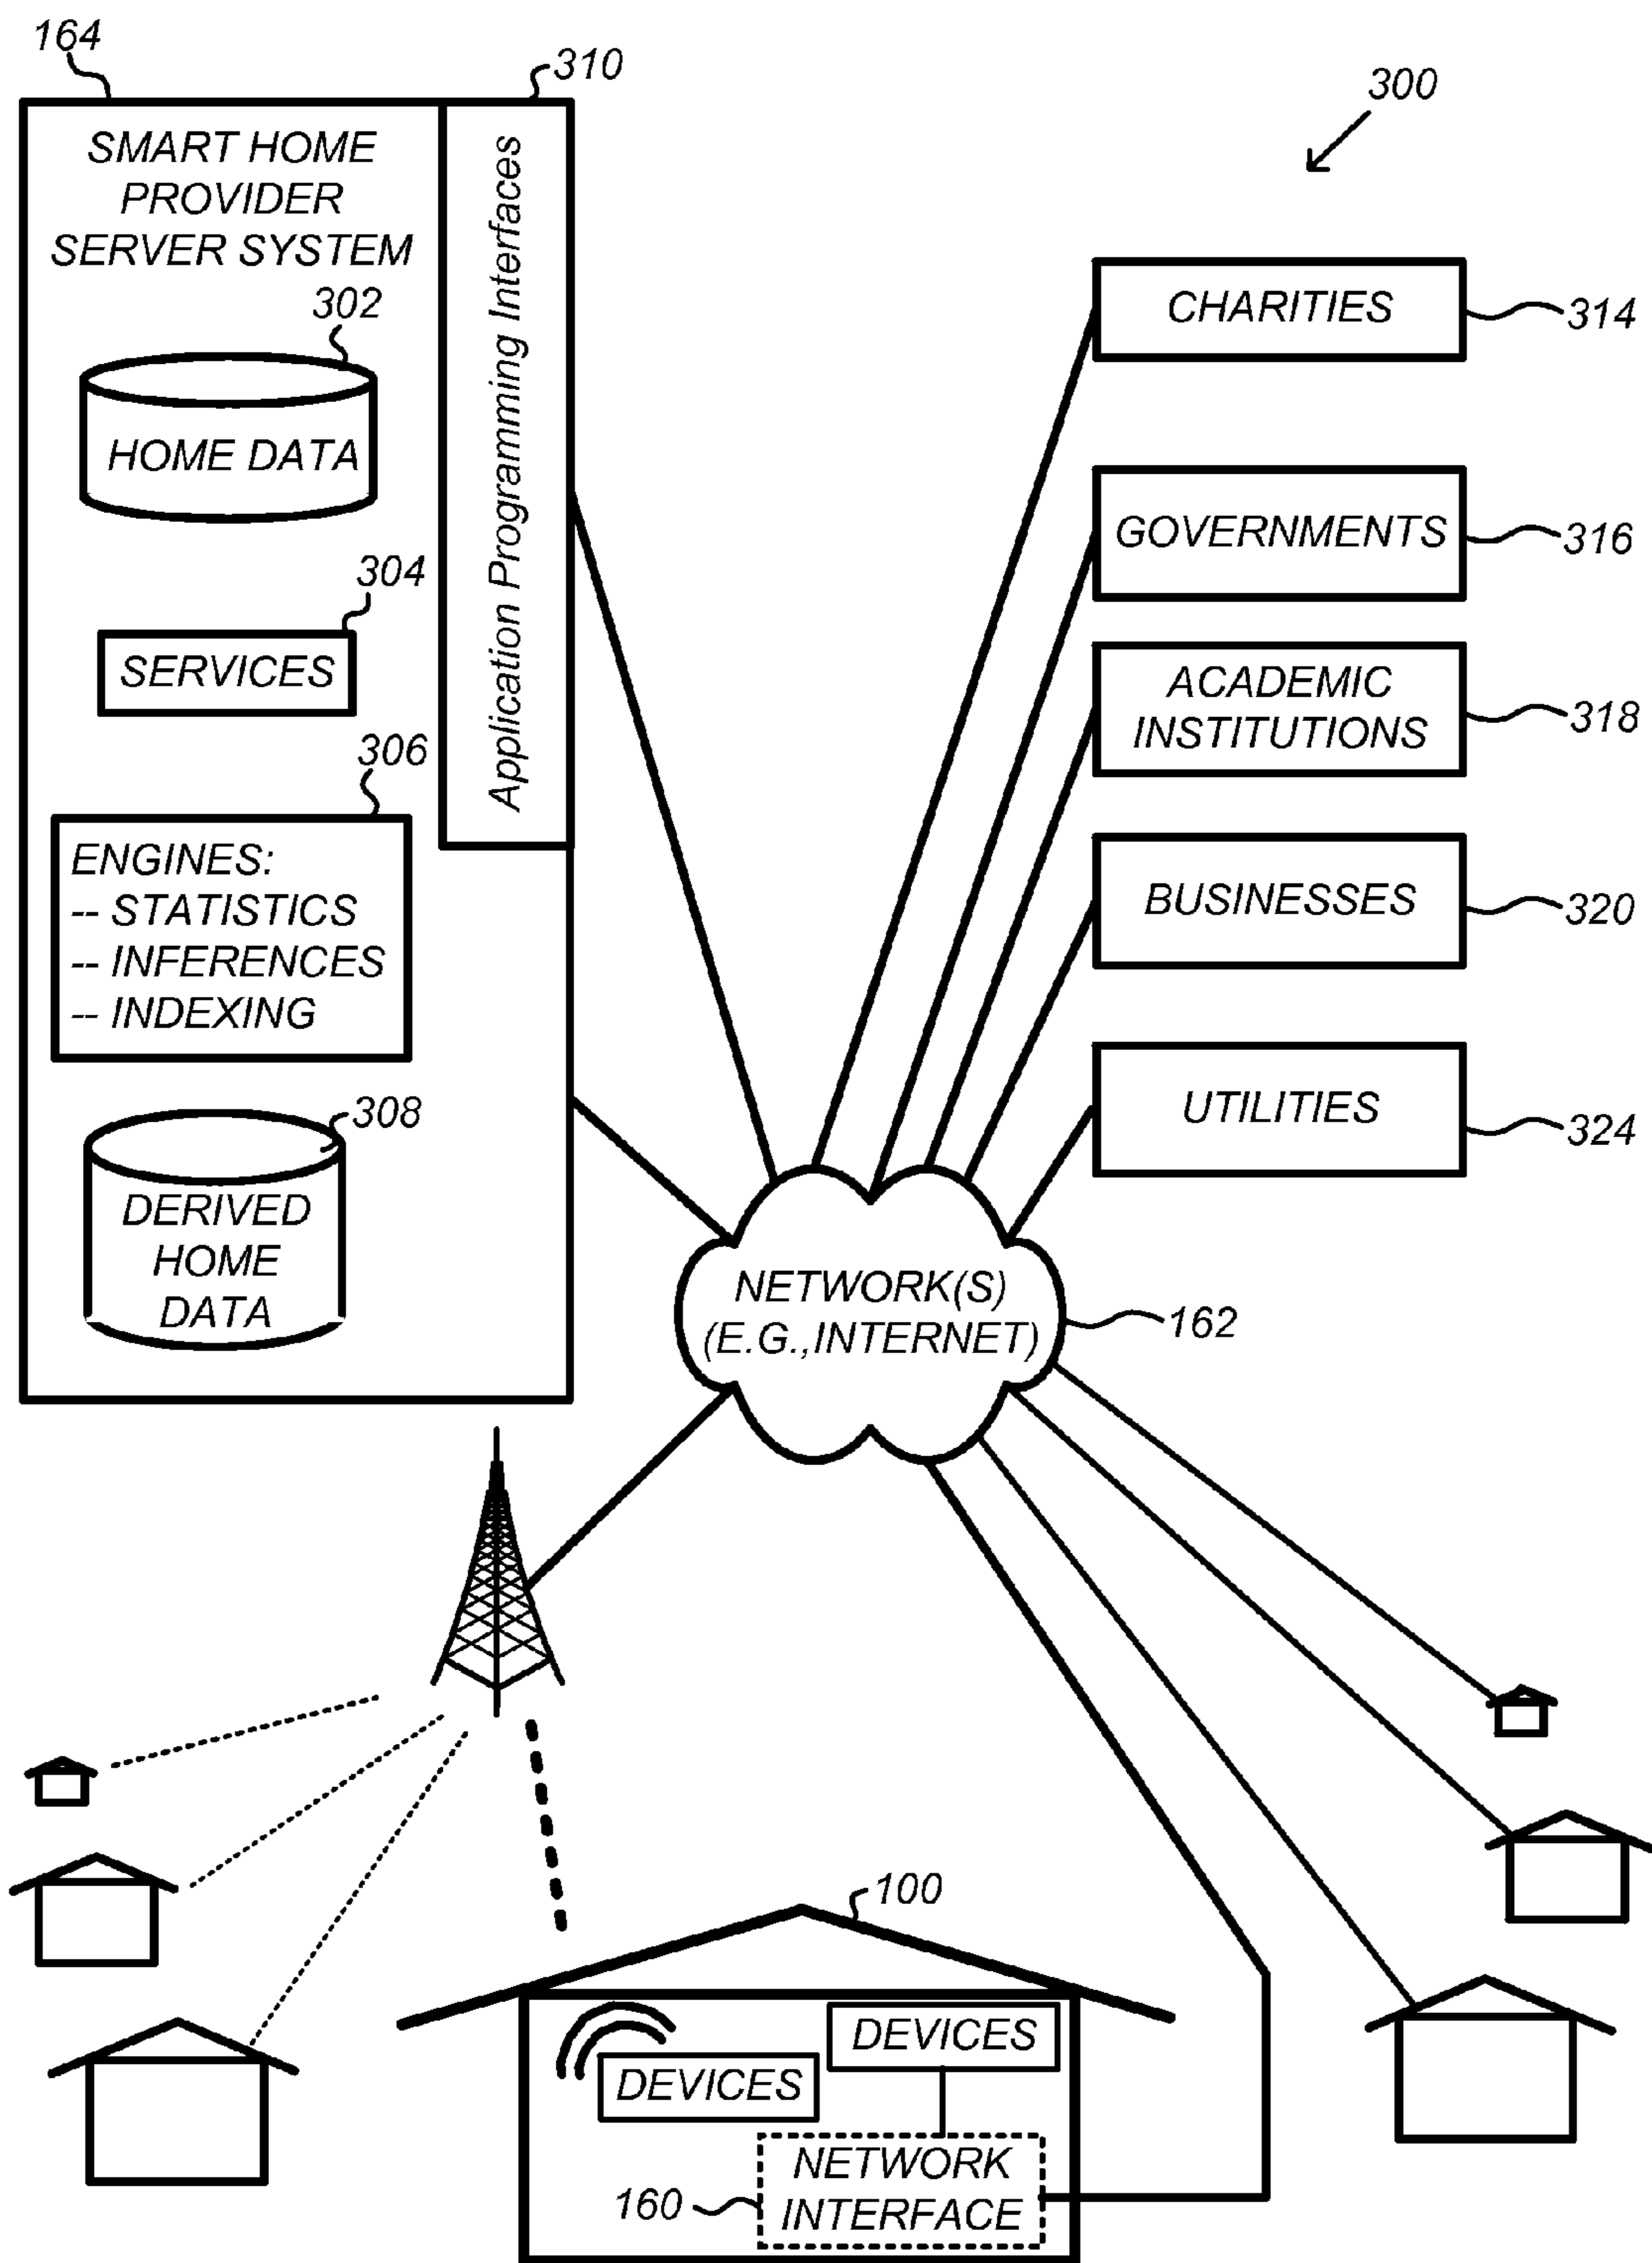 164
310
300
SMART HOME
PROVIDER
SERVER SYSTEM
Application Programming Interfaces
302
HOME DATA
304
SERVICES
306
ENGINES:
-- STATISTICS
-- INFERENCES
-- INDEXING
308
DERIVED
HOME
DATA
CHARITIES
314
GOVERNMENTS
316
ACADEMIC
INSTITUTIONS
318
BUSINESSES
320
UTILITIES
324
NETWORK(S)
(E.G.,INTERNET)
162
100
DEVICES
DEVICES
NETWORK
INTERFACE
160